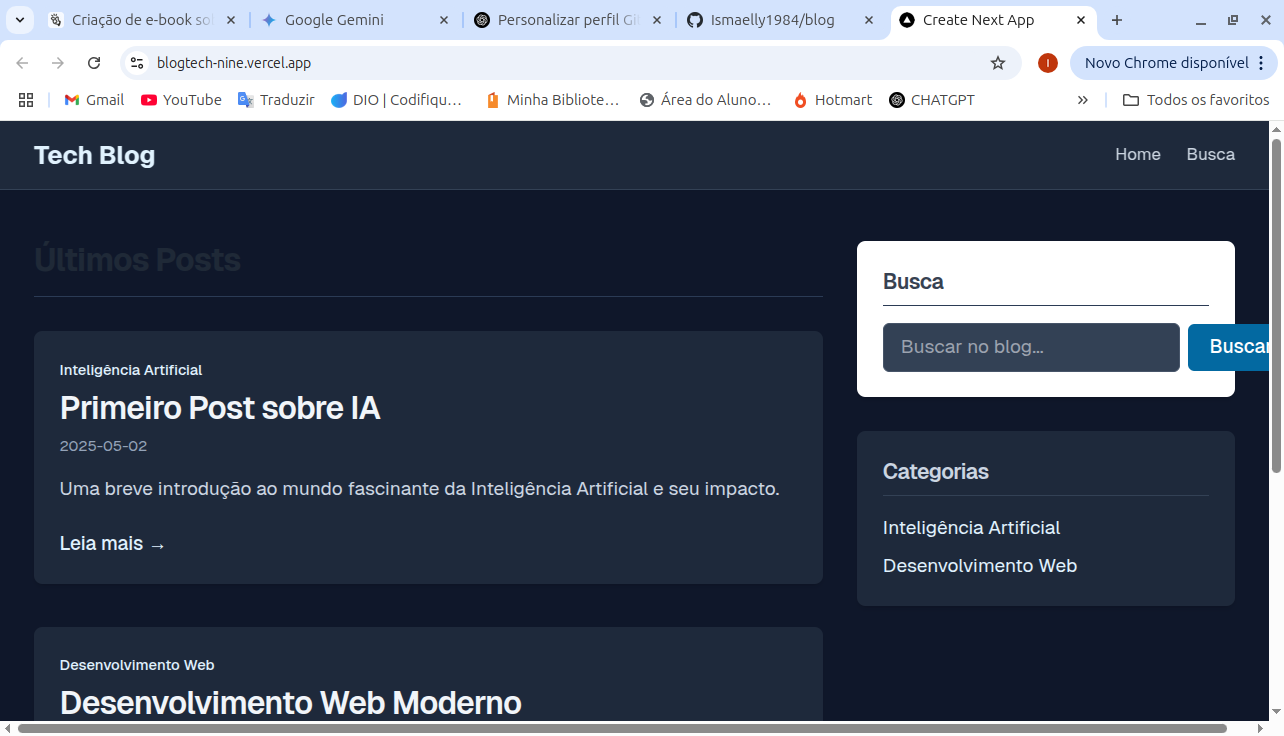 Criação de e-book so
Google Gemini
Personalizar perfil Git
Ismaelly1984/blog
Create Next App
blogtech-nine.vercel.app
I
Novo Chrome disponível
Gmail
YouTube
Traduzir
DIO | Codifiqu…
Minha Bibliote…
Área do Aluno…
Hotmart
CHATGPT
Todos os favoritos
Tech Blog
Home
Busca
Últimos Posts
Inteligência Artificial
Primeiro Post sobre IA
2025-05-02
Uma breve introdução ao mundo fascinante da Inteligência Artificial e seu impacto.
Leia mais →
Desenvolvimento Web
Desenvolvimento Web Moderno
Busca
Buscar no blog...
Buscar
Categorias
Inteligência Artificial
Desenvolvimento Web